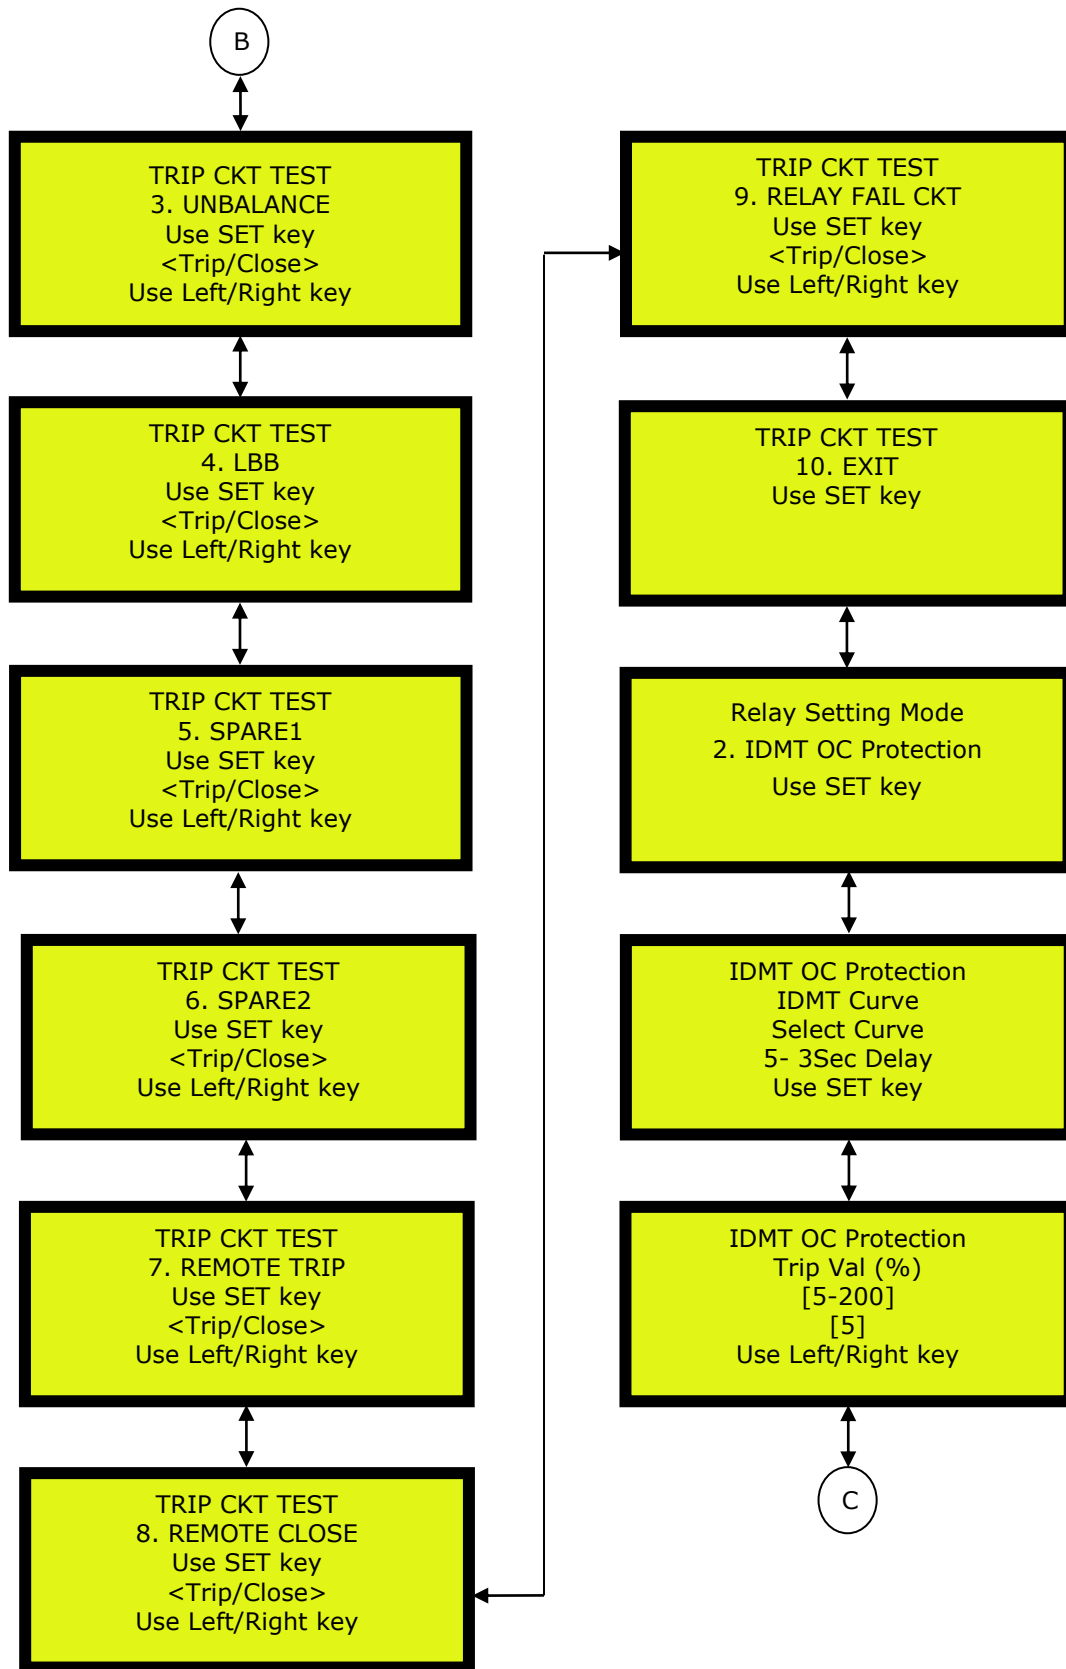 B
TRIP CKT TEST
3. UNBALANCE
Use SET key
<Trip/Close>
Use Left/Right key
TRIP CKT TEST
4. LBB
Use SET key
<Trip/Close>
Use Left/Right key
TRIP CKT TEST
5. SPARE1
Use SET key
<Trip/Close>
Use Left/Right key
TRIP CKT TEST
6. SPARE2
Use SET key
<Trip/Close>
Use Left/Right key
TRIP CKT TEST
7. REMOTE TRIP
Use SET key
<Trip/Close>
Use Left/Right key
TRIP CKT TEST
8. REMOTE CLOSE
Use SET key
<Trip/Close>
Use Left/Right key
TRIP CKT TEST
9. RELAY FAIL CKT
Use SET key
<Trip/Close>
Use Left/Right key
TRIP CKT TEST
10. EXIT
Use SET key
Relay Setting Mode
2. IDMT OC Protection
Use SET key
IDMT OC Protection
IDMT Curve
Select Curve
5- 3Sec Delay
Use SET key
IDMT OC Protection
Trip Val (%)
[5-200]
[5]
Use Left/Right key
C